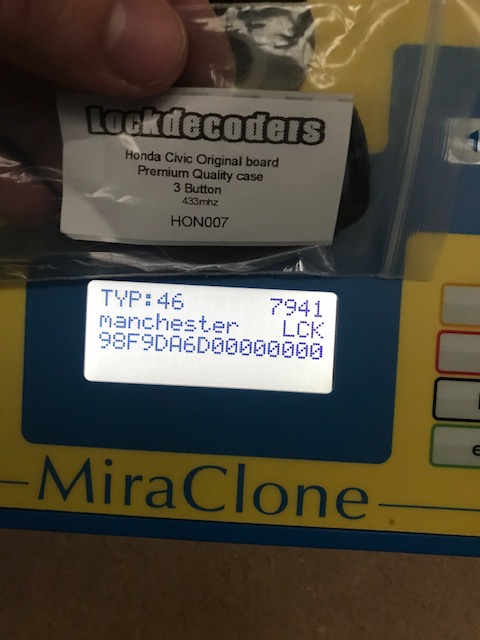 Lockdecoders
Honda Civic Original board
Premium Quality case
3 Button
433mhz
HON007
TYP:46 7941
manchester LCK
98F9DA6D00000000
MiraClone